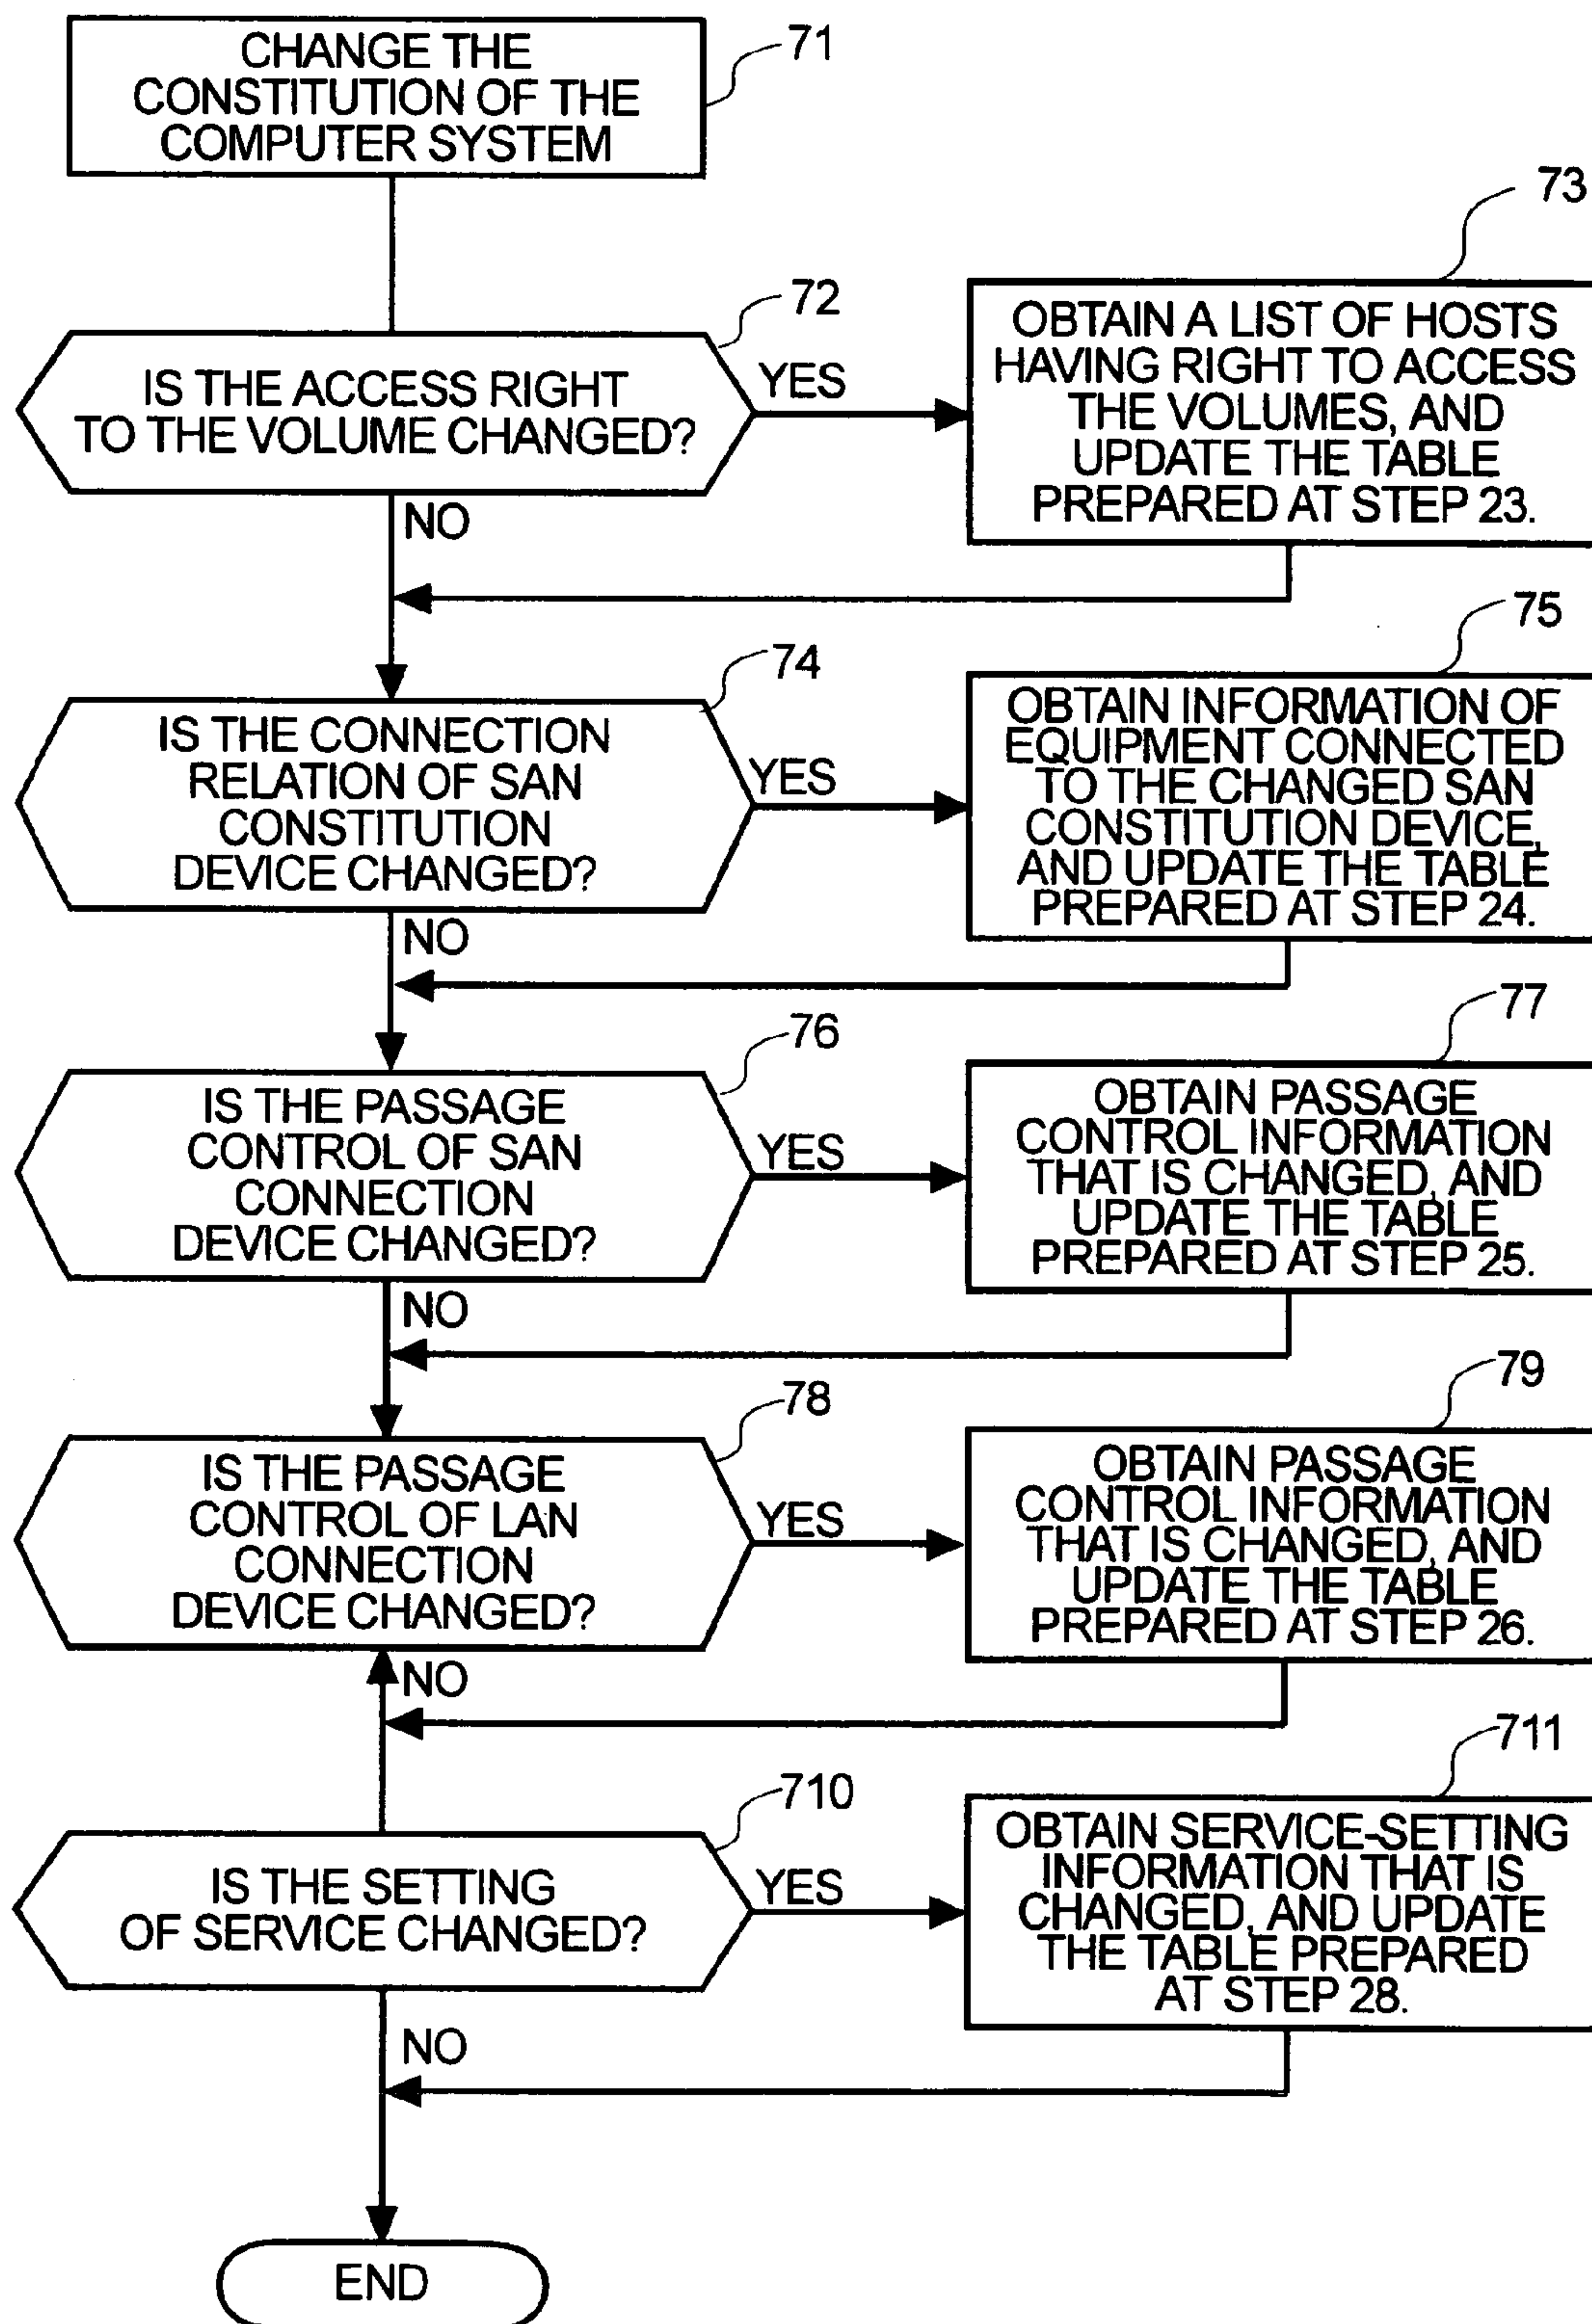 CHANGE THE
CONSTITUTION OF THE
COMPUTER SYSTEM
71
72
IS THE ACCESS RIGHT
TO THE VOLUME CHANGED?
YES
NO
73
OBTAIN A LIST OF HOSTS
HAVING RIGHT TO ACCESS
THE VOLUMES, AND
UPDATE THE TABLE
PREPARED AT STEP 23.
74
IS THE CONNECTION
RELATION OF SAN
CONSTITUTION
DEVICE CHANGED?
YES
NO
75
OBTAIN INFORMATION OF
EQUIPMENT CONNECTED
TO THE CHANGED SAN
CONSTITUTION DEVICE,
AND UPDATE THE TABLE
PREPARED AT STEP 24.
76
IS THE PASSAGE
CONTROL OF SAN
CONNECTION
DEVICE CHANGED?
YES
NO
77
OBTAIN PASSAGE
CONTROL INFORMATION
THAT IS CHANGED, AND
UPDATE THE TABLE
PREPARED AT STEP 25.
78
IS THE PASSAGE
CONTROL OF LAN
CONNECTION
DEVICE CHANGED?
YES
NO
79
OBTAIN PASSAGE
CONTROL INFORMATION
THAT IS CHANGED, AND
UPDATE THE TABLE
PREPARED AT STEP 26.
710
IS THE SETTING
OF SERVICE CHANGED?
YES
NO
711
OBTAIN SERVICE-SETTING
INFORMATION THAT IS
CHANGED, AND UPDATE
THE TABLE PREPARED
AT STEP 28.
END